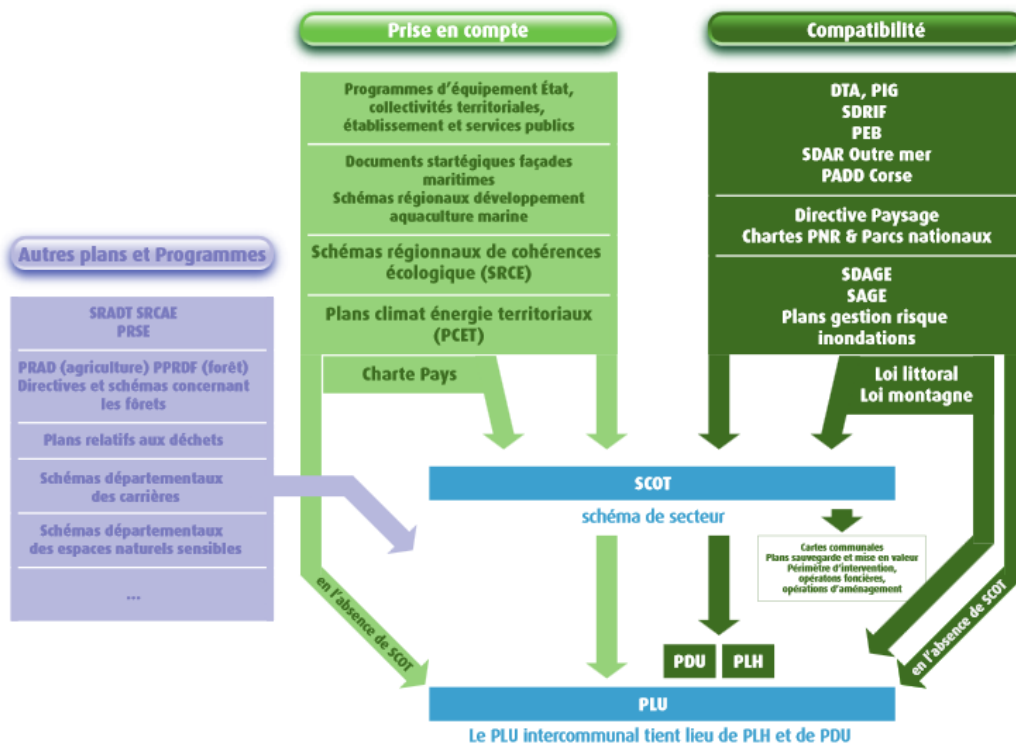 Prise en compte
Programmes d'équipement État,
collectivités territoriales,
établissement et services publics
Documents startégiques façades
maritimes
Schémas régionaux développement
aquaculture marine
Schémas régionnaux de cohérences
écologique (SRCE)
Plans climat énergie territoriaux
(PCET)
Charte Pays
Compatibilité
DTA, PIG
SDRIF
PEB
SDAR Outre mer
PADD Corse
Directive Paysage
Chartes PNR & Parcs nationaux
SDAGE
SAGE
Plans gestion risque
inondations
Loi littoral
Loi montagne
Autres plans et Programmes
SRADT SRCAE
PRSE
PRAD (agriculture) PPRDF (forêt)
Directives et schémas concernant
les fôrets
Plans relatifs aux déchets
Schémas départementaux
des carrières
Schémas départementaux
des espaces naturels sensibles
...
SCOT
schéma de secteur
Cartes communales
Plans sauvegarde et mise en valeur
Périmètre d'intervention,
opératons foncières,
opérations d'aménagement
en l'absence de SCOT
en l'absence de SCOT
PDU
PLH
PLU
Le PLU intercommunal tient lieu de PLH et de PDU